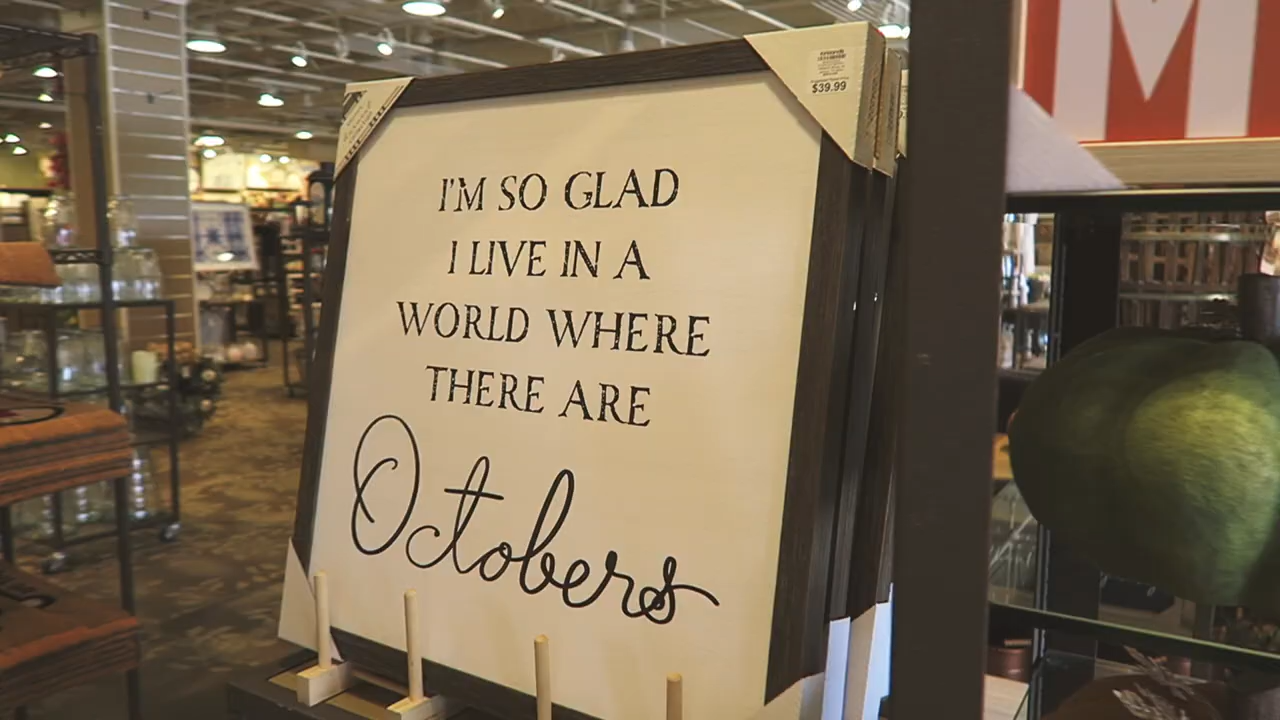 $39.99
I'M SO GLAD
I LIVE IN A
WORLD WHERE
THERE ARE
Octobers
M